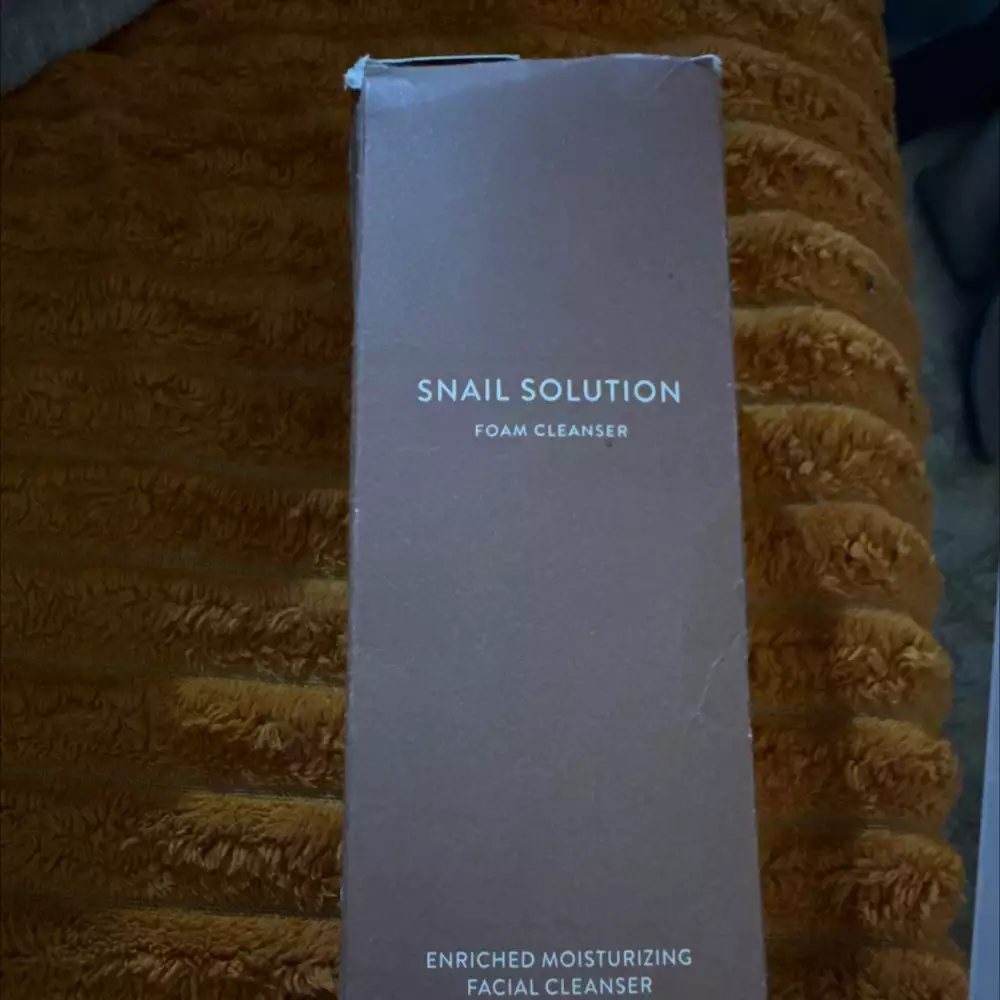 SNAIL SOLUTION
FOAM CLEANSER
ENRICHED MOISTURIZING
FACIAL CLEANSER